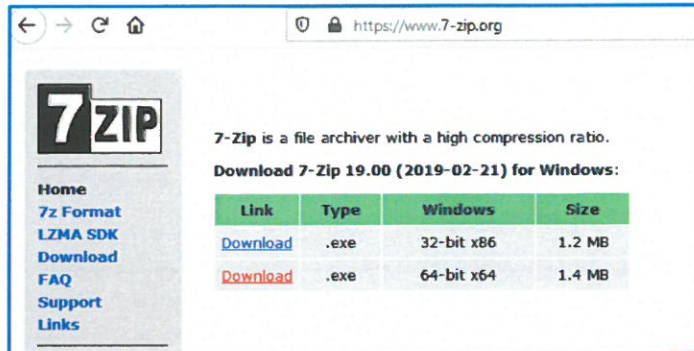 https://www.7-zip.org
7ZIP
7-Zip is a file archiver with a high compression ratio.
Download 7-Zip 19.00 (2019-02-21) for Windows:
Home
7z Format
LZMA SDK
Download
FAQ
Support
Links
Link Type Windows Size
Download .exe 32-bit x86 1.2 MB
Download .exe 64-bit x64 1.4 MB